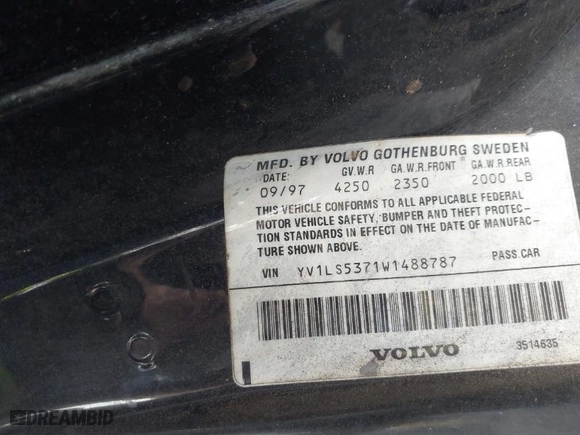 MFD. BY VOLVO GOTHENBURG SWEDEN
DATE: GV.W.R GA.W.R.FRONT GA.W.R.REAR
09/97 4250 2350 2000 LB
THIS VEHICLE CONFORMS TO ALL APPLICABLE FEDERAL
MOTOR VEHICLE SAFETY, BUMPER AND THEFT PROTEC-
TION STANDARDS IN EFFECT ON THE DATE OF MANUFAC-
TURE SHOWN ABOVE.
VIN YV1LS5371W1488787 PASS.CAR
VOLVO 3514635
DREAMBID